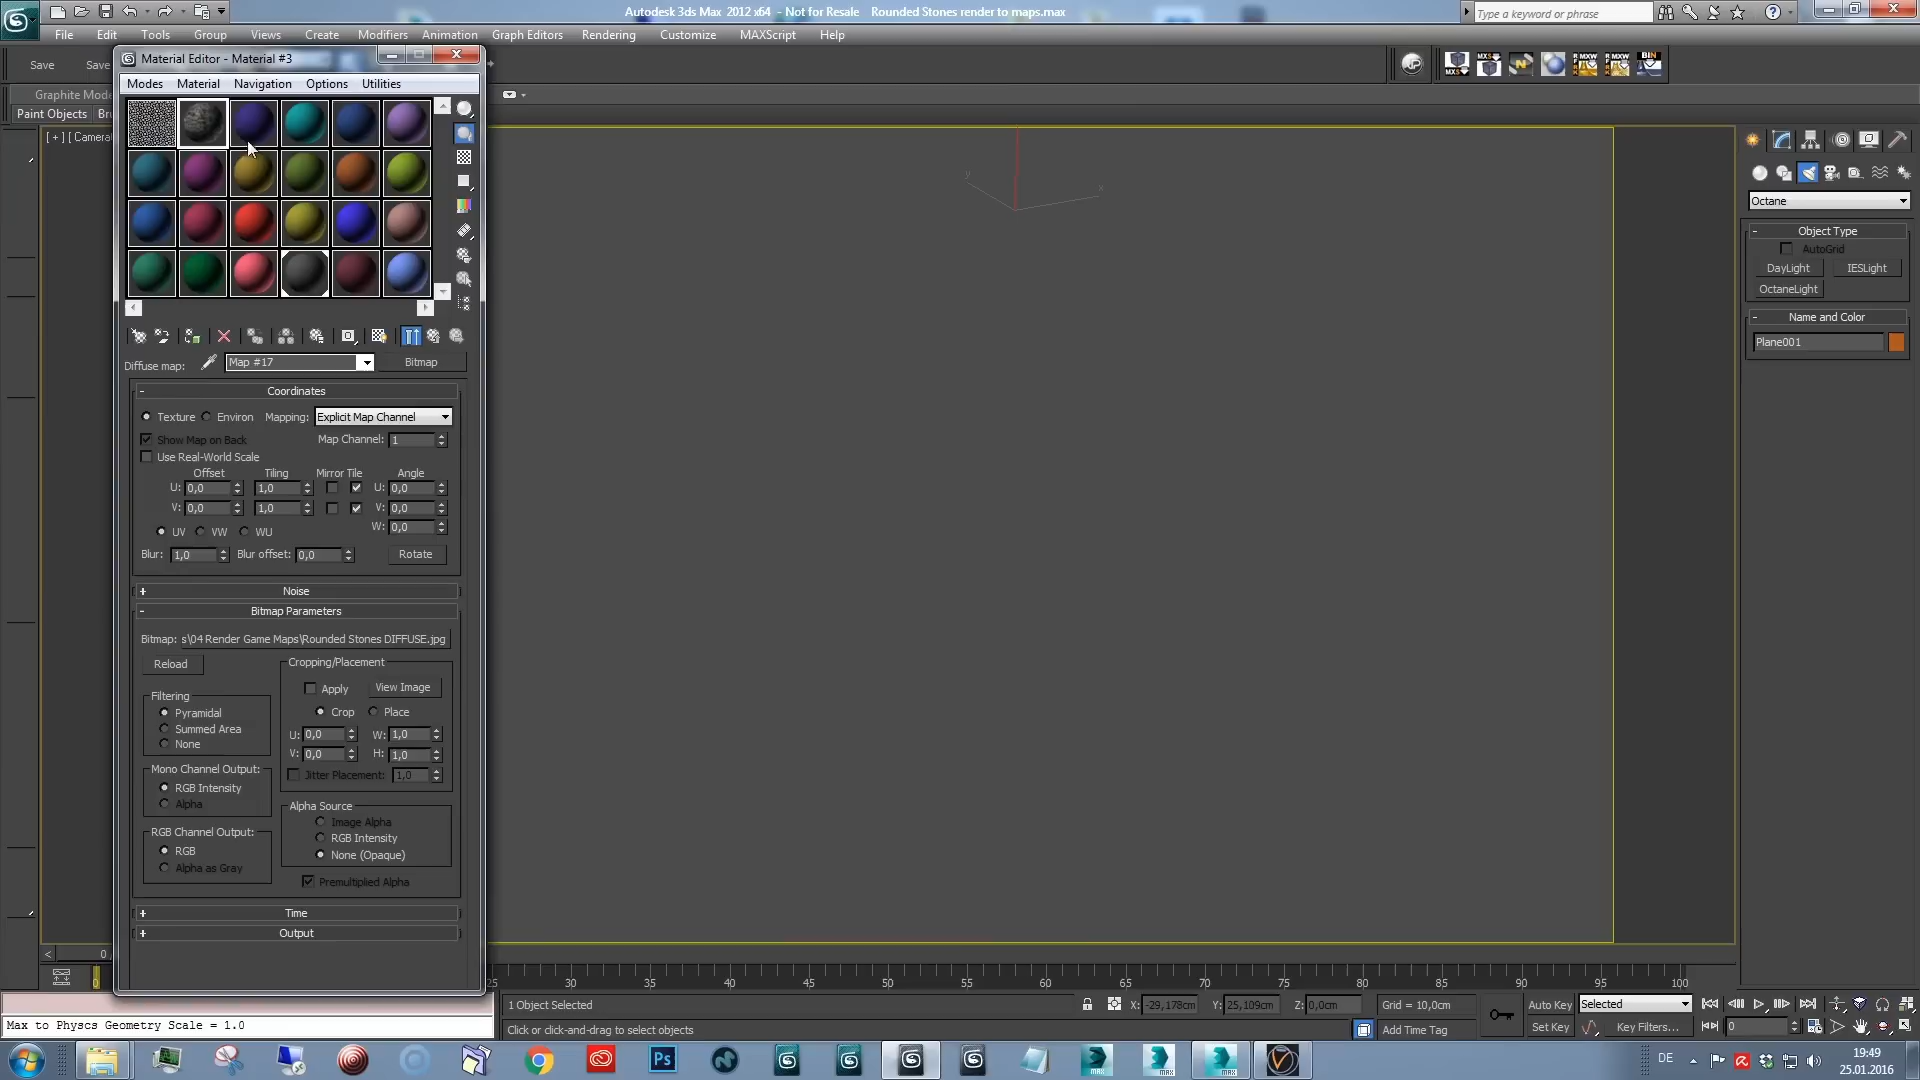 Autodesk 3ds Max 2012 x64 - Not for Resale Rounded Stones render to maps.max
Type a keyword or phrase
File Edit Tools Group Views Create Modifiers Animation Graph Editors Rendering Customize MAXScript Help
Save
Material Editor - Material #3
Modes Material Navigation Options Utilities
Graphite Mode
Paint Objects
[ + ] [ Camera
Diffuse map: Map #17 Bitmap
Coordinates
Texture Environ Mapping: Explicit Map Channel
Show Map on Back Map Channel: 1
Use Real-World Scale
Offset Tiling Mirror Tile Angle
U: 0,0 1,0 U: 0,0
V: 0,0 1,0 V: 0,0
W: 0,0
UV VW WU
Blur: 1,0 Blur offset: 0,0 Rotate
Noise
Bitmap Parameters
Bitmap: s\04 Render Game Maps\Rounded Stones DIFFUSE.jpg
Reload
Cropping/Placement
Apply View Image
Crop Place
U: 0,0 W: 1,0
V: 0,0 H: 1,0
Jitter Placement: 1,0
Filtering
Pyramidal
Summed Area
None
Mono Channel Output:
RGB Intensity
Alpha
RGB Channel Output:
RGB
Alpha as Gray
Alpha Source
Image Alpha
RGB Intensity
None (Opaque)
Premultiplied Alpha
Time
Output
Octane
Object Type
AutoGrid
DayLight IESLight
OctaneLight
Name and Color
Plane001
y x
0 25 30 35 40 45 50 55 60 65 70 75 80 85 90 95 100
1 Object Selected X: -29,178cm Y: 25,109cm Z: 0,0cm Grid = 10,0cm Auto Key Selected
Max to Physcs Geometry Scale = 1.0 Click or click-and-drag to select objects Add Time Tag Set Key Key Filters... 0
Ps
DE
19:49
25.01.2016